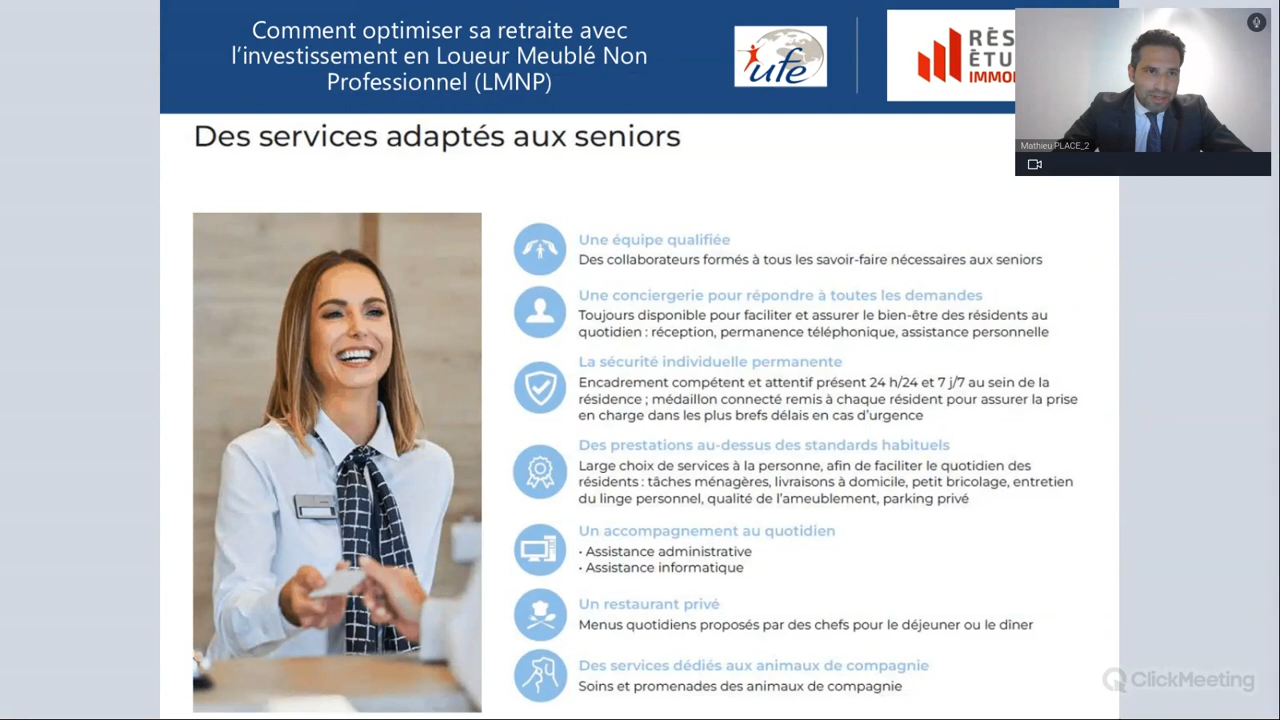 Comment optimiser sa retraite avec
l'investissement en Loueur Meublé Non
Professionnel (LMNP)
ufe
RÉS
ÉTU
IMMO
Mathieu PLACE_2
Des services adaptés aux seniors
Une équipe qualifiée
Des collaborateurs formés à tous les savoir-faire nécessaires aux seniors
Une conciergerie pour répondre à toutes les demandes
Toujours disponible pour faciliter et assurer le bien-être des résidents au
quotidien : réception, permanence téléphonique, assistance personnelle
La sécurité individuelle permanente
Encadrement compétent et attentif présent 24 h/24 et 7 j/7 au sein de la
résidence ; médaillon connecté remis à chaque résident pour assurer la prise
en charge dans les plus brefs délais en cas d'urgence
Des prestations au-dessus des standards habituels
Large choix de services à la personne, afin de faciliter le quotidien des
résidents : tâches ménagères, livraisons à domicile, petit bricolage, entretien
du linge personnel, qualité de l'ameublement, parking privé
Un accompagnement au quotidien
• Assistance administrative
• Assistance informatique
Un restaurant privé
Menus quotidiens proposés par des chefs pour le déjeuner ou le dîner
Des services dédiés aux animaux de compagnie
Soins et promenades des animaux de compagnie
ClickMeeting